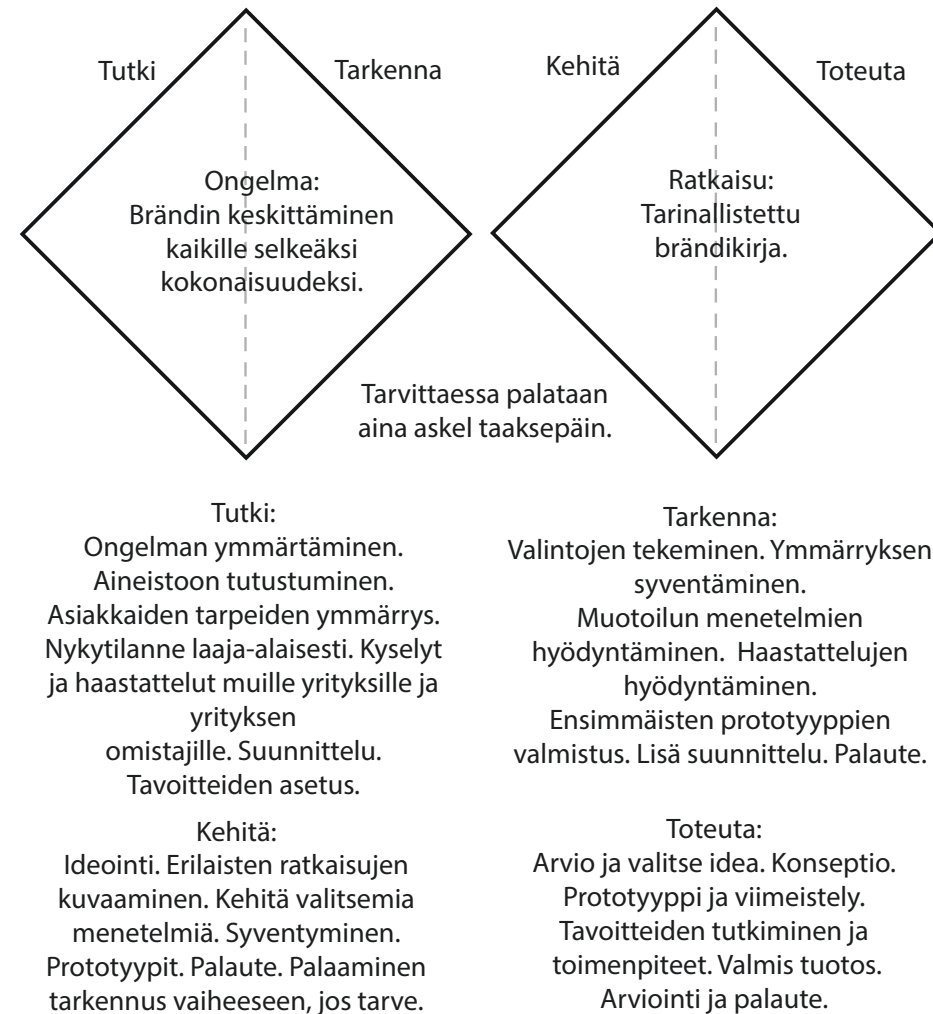 Tutki
Tarkenna
Kehitä
Toteuta
Ongelma:
Brändin keskittäminen
kaikille selkeäksi
kokonaisuudeksi.
Ratkaisu:
Tarinallistettu
brändikirja.
Tarvittaessa palataan
aina askel taaksepäin.
Tutki:
Ongelman ymmärtäminen.
Aineistoon tutustuminen.
Asiakkaiden tarpeiden ymmärrys.
Nykytilanne laaja-alaisesti. Kyselyt
ja haastattelut muille yrityksille ja
yrityksen
omistajille. Suunnittelu.
Tavoitteiden asetus.
Tarkenna:
Valintojen tekeminen. Ymmärryksen
syventäminen.
Muotoilun menetelmien
hyödyntäminen. Haastattelujen
hyödyntäminen.
Ensimmäisten prototyyppien
valmistus. Lisä suunnittelu. Palaute.
Kehitä:
Ideointi. Erilaisten ratkaisujen
kuvaaminen. Kehitä valitsemia
menetelmiä. Syventyminen.
Prototyypit. Palaute. Palaaminen
tarkennus vaiheeseen, jos tarve.
Toteuta:
Arvio ja valitse idea. Konseptio.
Prototyyppi ja viimeistely.
Tavoitteiden tutkiminen ja
toimenpiteet. Valmis tuotos.
Arviointi ja palaute.